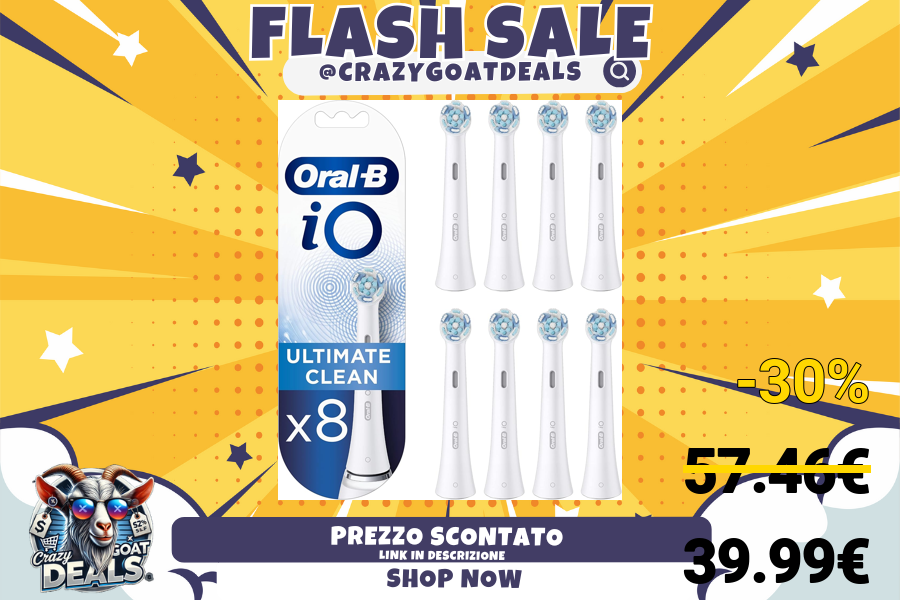 FLASH SALE
@CRAZYGOATDEALS
Oral-B
iO
ULTIMATE
CLEAN
x8
-30%
57.46€
39.99€
PREZZO SCONTATO
LINK IN DESCRIZIONE
SHOP NOW
$
52%
Crazy
GOAT
DEALS